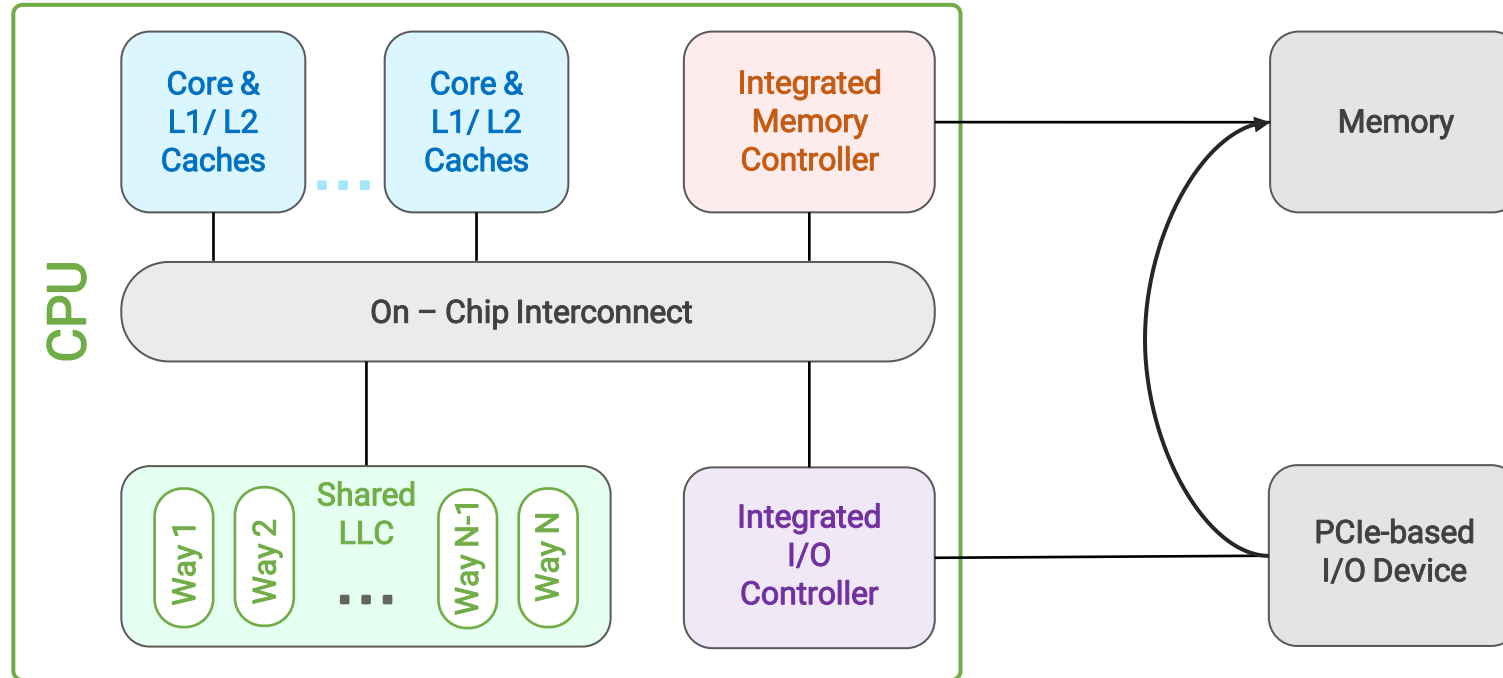 CPU
Core &
L1/ L2
Caches
Core &
L1/ L2
Caches
Integrated
Memory
Controller
Memory
On – Chip Interconnect
Shared
LLC
Way 1
Way 2
Way N-1
Way N
Integrated
I/O
Controller
PCIe-based
I/O Device